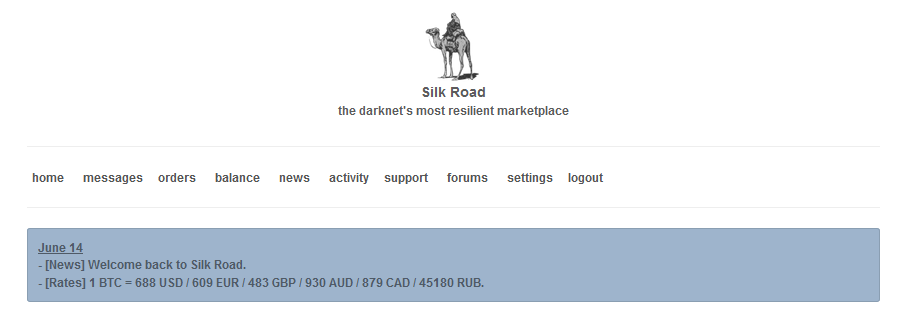 Silk Road
the darknet's most resilient marketplace
home messages orders balance news activity support forums settings logout
June 14
- [News] Welcome back to Silk Road.
- [Rates] 1 BTC = 688 USD / 609 EUR / 483 GBP / 930 AUD / 879 CAD / 45180 RUB.